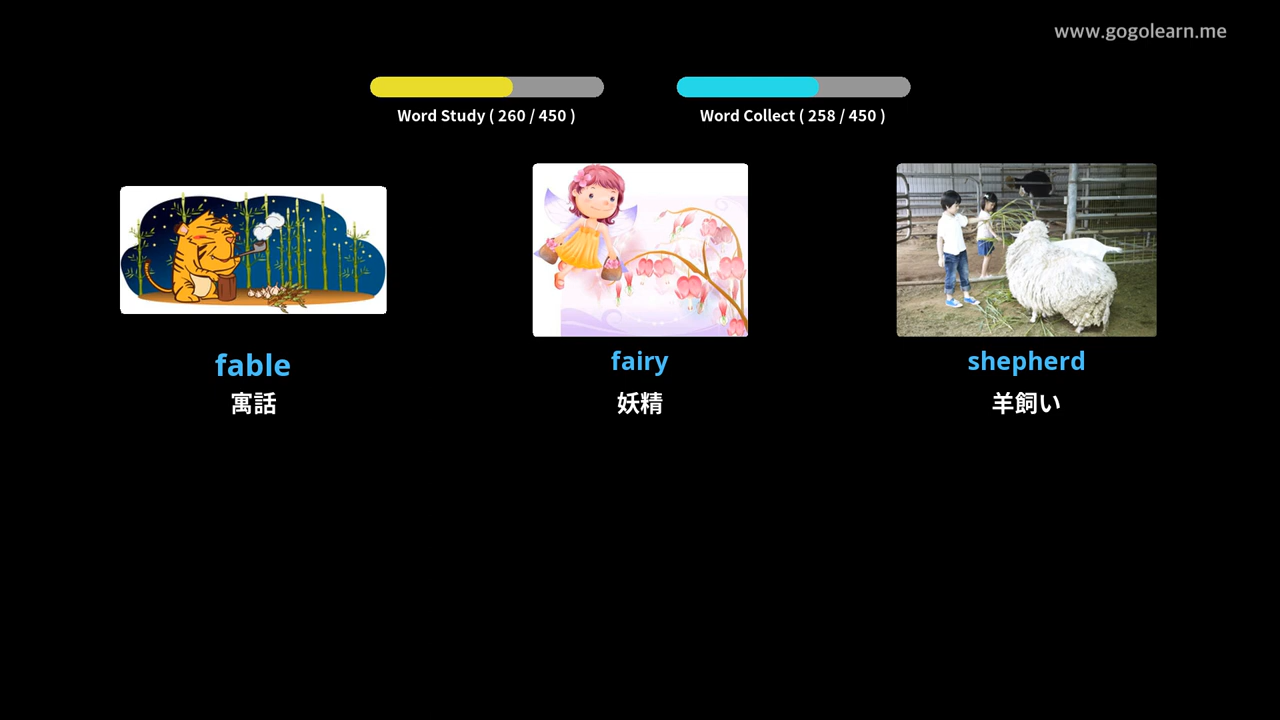 www.gogolearn.me
Word Study ( 260 / 450 )
Word Collect ( 258 / 450 )
fable
寓話
fairy
妖精
shepherd
羊飼い